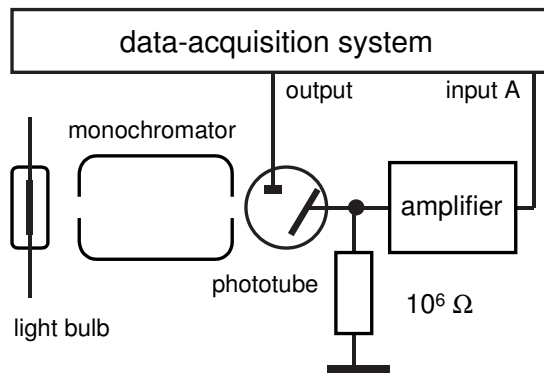 data-acquisition system
output
input A
monochromator
amplifier
phototube
10⁶ Ω
light bulb